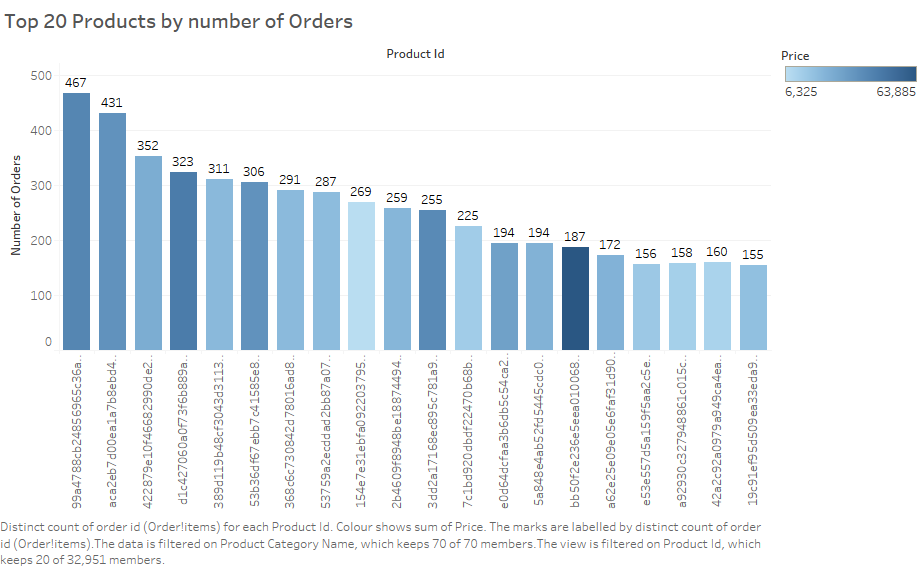 Top 20 Products by number of Orders
Product Id
Price
6,325 63,885
Number of Orders
500
400
300
200
100
0
467
431
352
323
311
306
291
287
269
259
255
225
194
194
187
172
156
158
160
155
99a4788cb24856965c36a..
aca2eb7d00ea1a7b8ebd4..
422879e10f46682990de2..
d1c427060a0f73f6b889a..
389d119b48cf3043d3113..
53b36df67ebb7c41585e8..
368c6c730842d78016ad8..
53759a2ecddad2bb87a07..
154e7e31ebfa092203795..
2b4609f8948be18874494..
3dd2a17168ec895c781a9..
7c1bd920dbdf22470b68b..
e0d64dcfaa3b6db5c54ca2..
5a848e4ab52fd5445cdc0..
bb50f2e236e5eea010068..
a62e25e09e05e6faf31d90..
e53e557d5a159f5aa2c5e..
a92930c327948861c015c..
42a2c92a0979a949ca4ea..
19c91ef95d509ea33eda9..
Distinct count of order id (Order!items) for each Product Id. Colour shows sum of Price. The marks are labelled by distinct count of order
id (Order!items).The data is filtered on Product Category Name, which keeps 70 of 70 members.The view is filtered on Product Id, which
keeps 20 of 32,951 members.